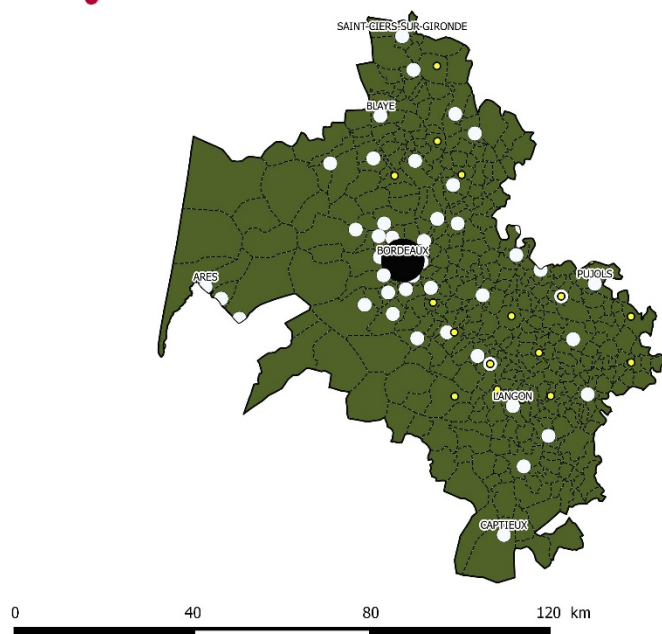 SAINT-CIERS-SUR-GIRONDE
BLAYE
BORDEAUX
ARES
PUJOLS
LANGON
CAPTIEUX
0 40 80 120 km